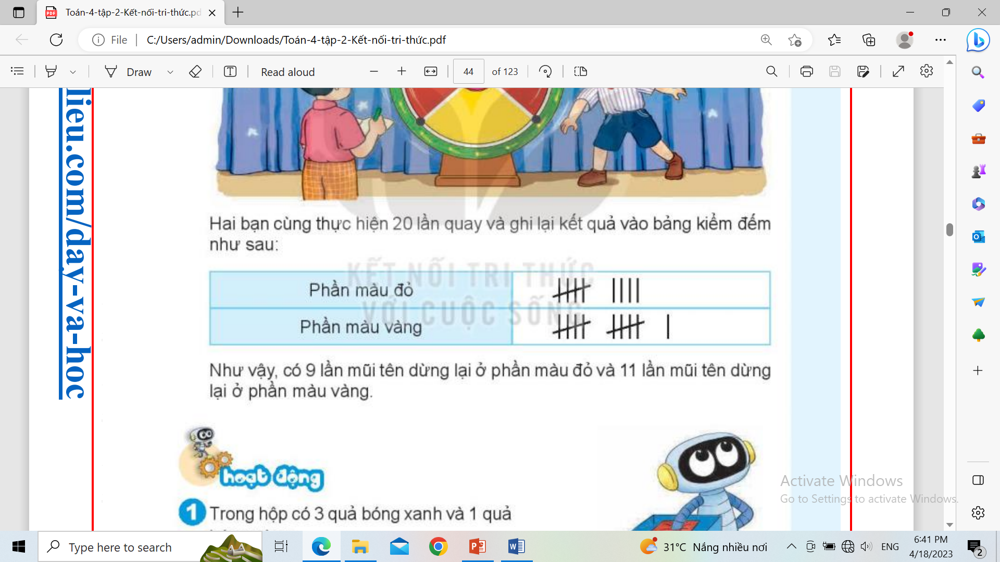 Toán-4-tập-2-Kết-nối-tri-thức.pd
File
C:/Users/admin/Downloads/Toán-4-tập-2-Kết-nối-tri-thức.pdf
Draw
Read aloud
44 of 123
lieu.com/day-va-hoc
Hai bạn cùng thực hiện 20 lần quay và ghi lại kết quả vào bảng kiểm đếm
như sau:
KẾT NỐI TRI THỨC
VỚI CUỘC SỐNG
Phần màu đỏ
Phần màu vàng
Như vậy, có 9 lần mũi tên dừng lại ở phần màu đỏ và 11 lần mũi tên dừng
lại ở phần màu vàng.
hoạt động
1 Trong hộp có 3 quả bóng xanh và 1 quả
Activate Windows
Go to Settings to activate Windows.
Type here to search
31°C Nắng nhiều nơi
ENG
6:41 PM
4/18/2023
2